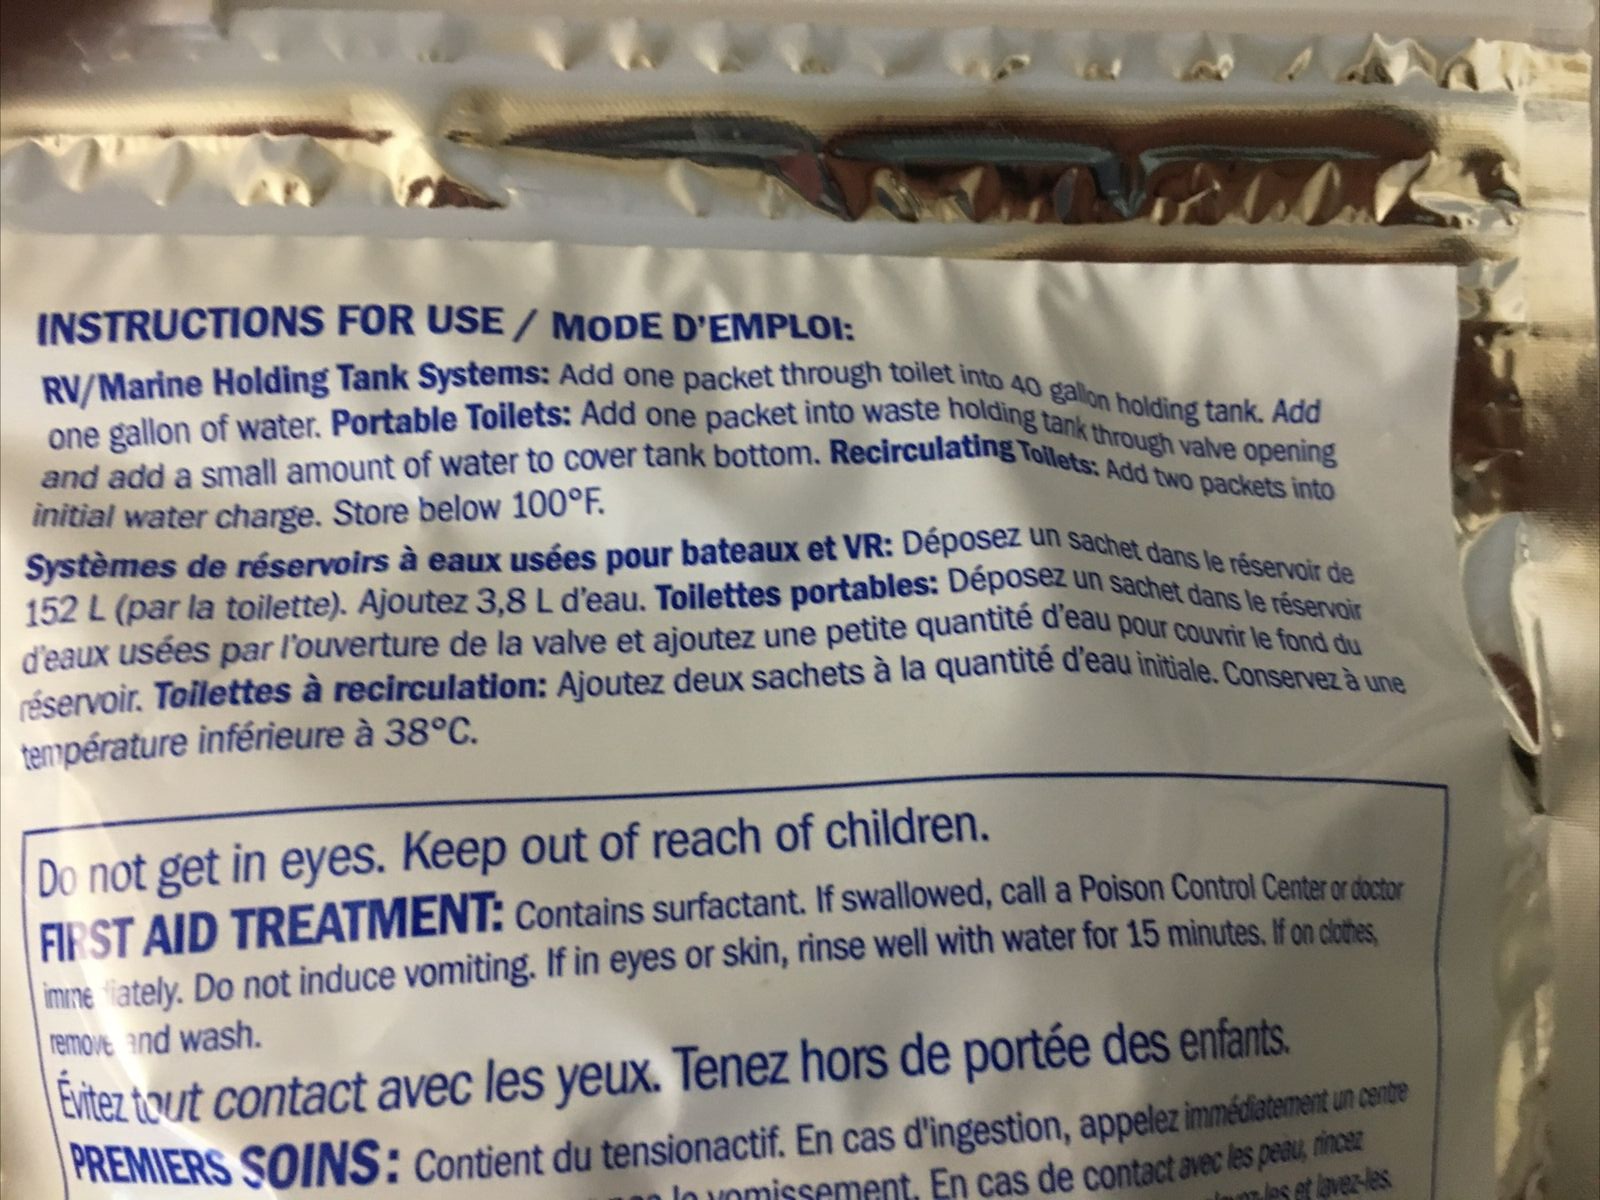 INSTRUCTIONS FOR USE / MODE D'EMPLOI:
RV/Marine Holding Tank Systems: Add one packet through toilet into 40 gallon holding tank. Add
one gallon of water. Portable Toilets: Add one packet into waste holding tank through valve opening
and add a small amount of water to cover tank bottom. Recirculating Toilets: Add two packets into
initial water charge. Store below 100°F.
Systèmes de réservoirs à eaux usées pour bateaux et VR: Déposez un sachet dans le réservoir de
152 L (par la toilette). Ajoutez 3,8 L d'eau. Toilettes portables: Déposez un sachet dans le réservoir
d'eaux usées par l'ouverture de la valve et ajoutez une petite quantité d'eau pour couvrir le fond du
réservoir. Toilettes à recirculation: Ajoutez deux sachets à la quantité d'eau initiale. Conservez à une
température inférieure à 38°C.
Do not get in eyes. Keep out of reach of children.
FIRST AID TREATMENT: Contains surfactant. If swallowed, call a Poison Control Center or doctor
immediately. Do not induce vomiting. If in eyes or skin, rinse well with water for 15 minutes. If on clothes,
remove and wash.
Évitez tout contact avec les yeux. Tenez hors de portée des enfants.
PREMIERS SOINS: Contient du tensionactif. En cas d'ingestion, appelez immédiatement un centre
le vomissement. En cas de contact avec les peau, rincez
et lavez-les.